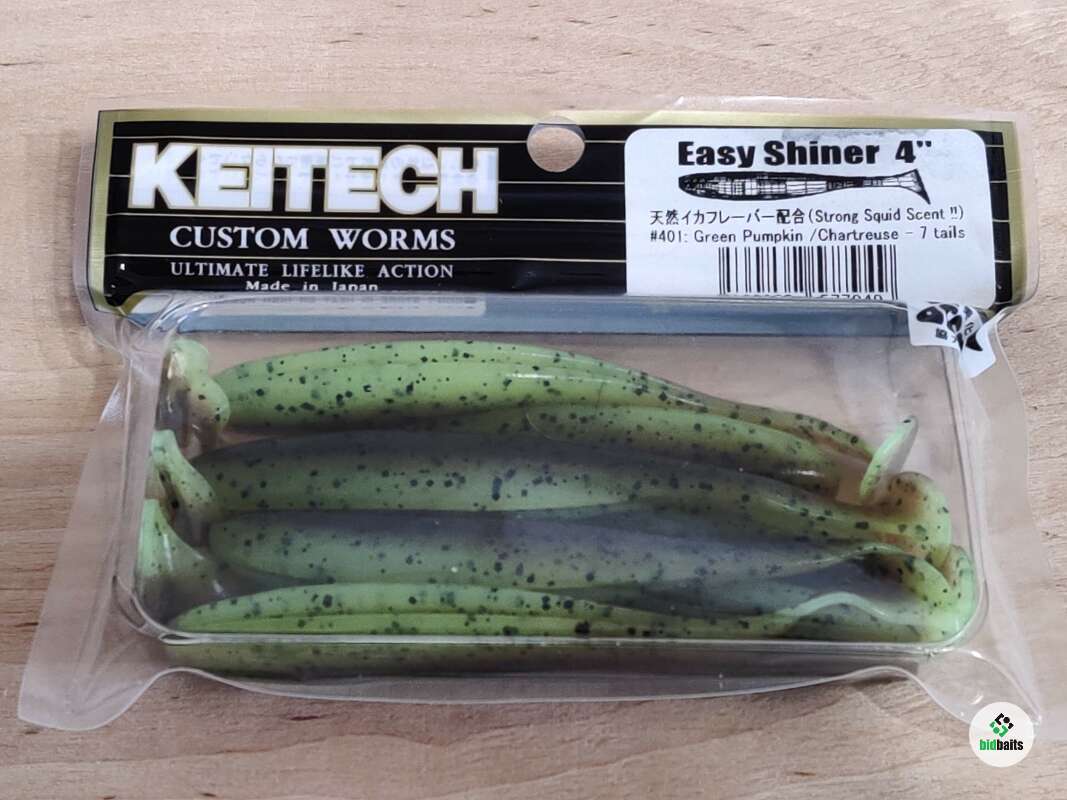 KEITECH
CUSTOM WORMS
ULTIMATE LIFELIKE ACTION
Made in Japan
Easy Shiner 4"
天然イカフレーバー配合(Strong Squid Scent !!)
#401: Green Pumpkin /Chartreuse - 7 tails
bidbaits